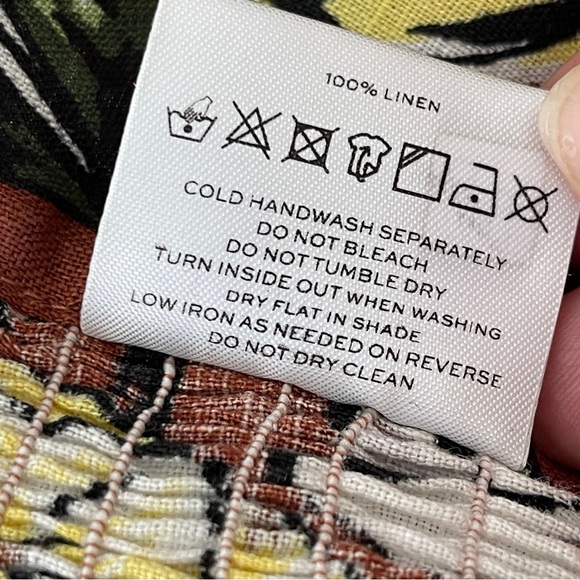 100% LINEN
COLD HANDWASH SEPARATELY
DO NOT BLEACH
DO NOT TUMBLE DRY
TURN INSIDE OUT WHEN WASHING
DRY FLAT IN SHADE
LOW IRON AS NEEDED ON REVERSE
DO NOT DRY CLEAN